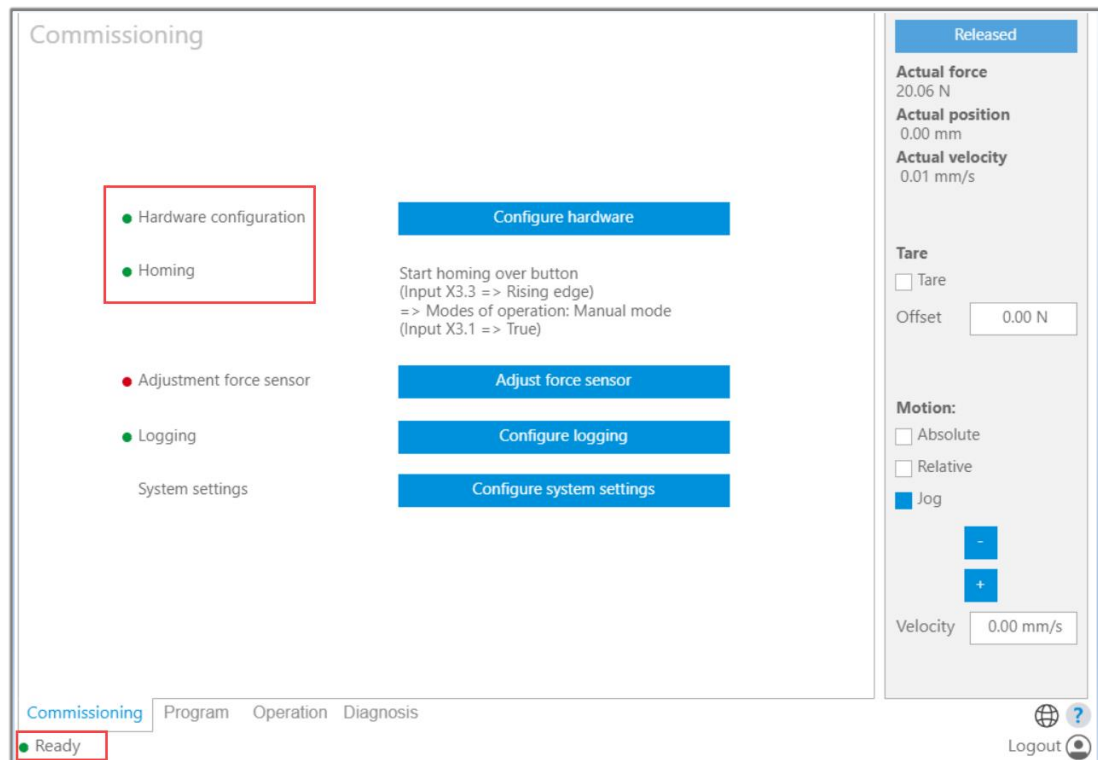 Commissioning
Hardware configuration
Configure hardware
Homing
Start homing over button
(Input X3.3 => Rising edge)
=> Modes of operation: Manual mode
(Input X3.1 => True)
Adjustment force sensor
Adjust force sensor
Logging
Configure logging
System settings
Configure system settings
Released
Actual force
20.06 N
Actual position
0.00 mm
Actual velocity
0.01 mm/s
Tare
Tare
Offset 0.00 N
Motion:
Absolute
Relative
Jog
-
+
Velocity 0.00 mm/s
Commissioning Program Operation Diagnosis
?
Ready
Logout